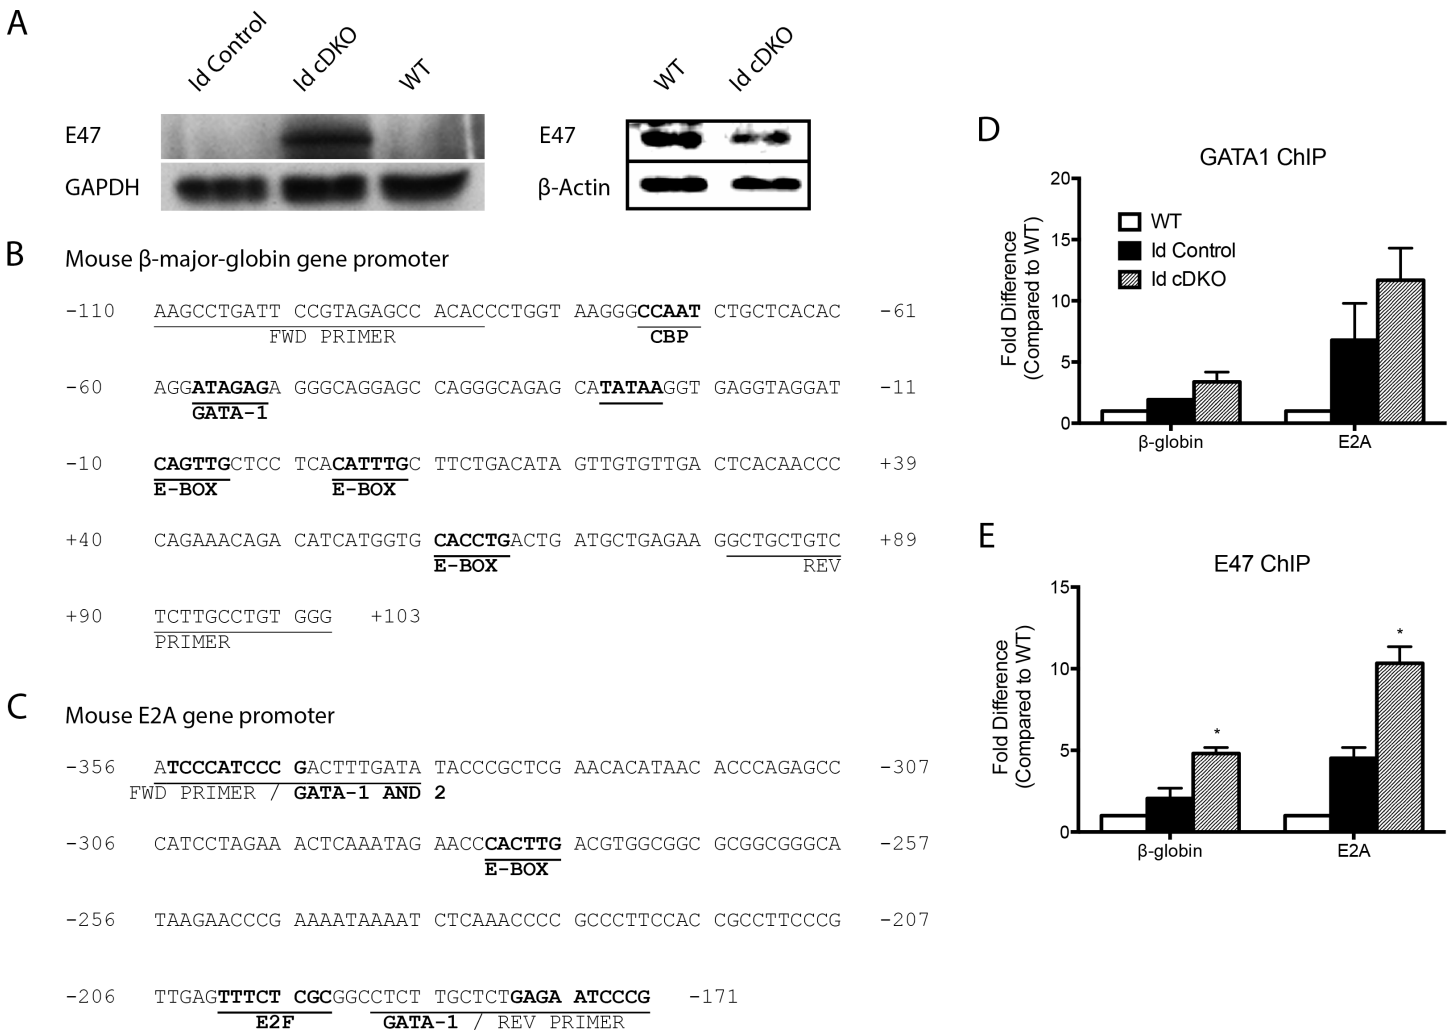 A
Id Control
Id cDKO
WT
E47
GAPDH
WT
Id cDKO
E47
β-Actin
B
Mouse β-major-globin gene promoter
-110 AAGCCTGATT CCGTAGAGCC ACACCCTGGT AAGGGCCAAT CTGCTCACAC -61
FWD PRIMER CBP
-60 AGGATAGAGA GGGCAGGAGC CAGGGCAGAG CATATAAGGT GAGGTAGGAT -11
GATA-1
-10 CAGTTGCTCC TCACATTTGC TTCTGACATA GTTGTGTTGA CTCACAACCC +39
E-BOX E-BOX
+40 CAGAAACAGA CATCATGGTG CACCTGACTG ATGCTGAGAA GGCTGCTGTC +89
E-BOX REV
+90 TCTTGCCTGT GGG +103
PRIMER
C
Mouse E2A gene promoter
-356 ATCCCATCCC GACTTTGATA TACCCGCTCG AACACATAAC ACCCAGAGCC -307
FWD PRIMER / GATA-1 AND 2
-306 CATCCTAGAA ACTCAAATAG AACCCACTTG ACGTGGCGGC GCGGCGGGCA -257
E-BOX
-256 TAAGAACCCG AAAATAAAAT CTCAAACCCC GCCCTTCCAC CGCCTTCCCG -207
-206 TTGAGTTTCT CGCGGCCTCT TGCTCTGAGA ATCCCG -171
E2F GATA-1 / REV PRIMER
D
GATA1 ChIP
Fold Difference
(Compared to WT)
20
15
10
5
0
WT
Id Control
Id cDKO
β-globin
E2A
E
E47 ChIP
Fold Difference
(Compared to WT)
15
10
5
0
*
*
β-globin
E2A